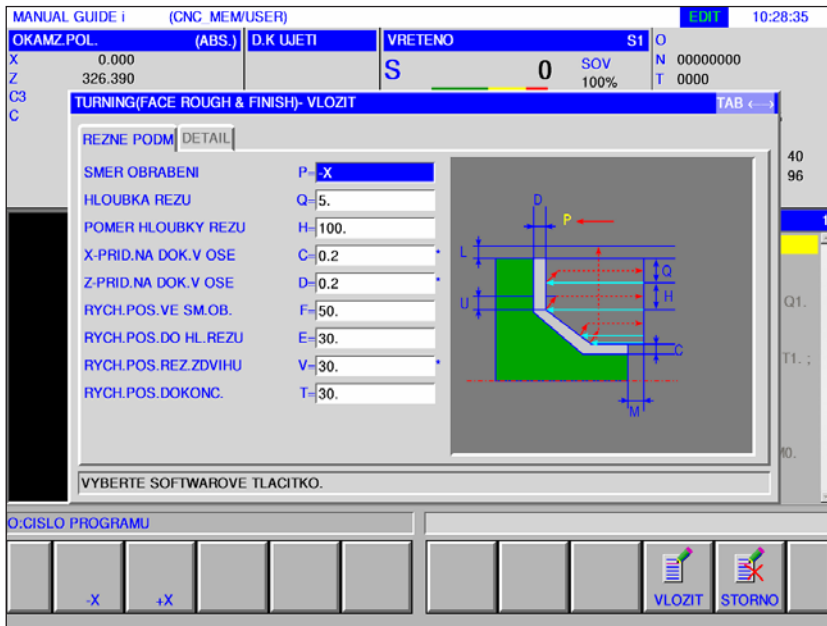 MANUAL GUIDE i (CNC_MEM/USER) EDIT 10:28:35
OKAMZ.POL. (ABS.) D.K UJETI VRETENO S1 O
X 0.000 S 0 SOV N 00000000
Z 326.390 100% T 0000
C3
C
TURNING(FACE ROUGH & FINISH)- VLOZIT TAB
REZNE PODM DETAIL
SMER OBRABENI P= -X
HLOUBKA REZU Q= 5.
POMER HLOUBKY REZU H= 100.
X-PRID.NA DOK.V OSE C= 0.2 *
Z-PRID.NA DOK.V OSE D= 0.2 *
RYCH.POS.VE SM.OB. F= 50.
RYCH.POS.DO HL.REZU E= 30.
RYCH.POS.REZ.ZDVIHU V= 30. *
RYCH.POS.DOKONC. T= 30.
D
P
L
Q
U
H
C
M
40
96
1
Q1.
T1. ;
M0.
VYBERTE SOFTWAROVE TLACITKO.
O:CISLO PROGRAMU
-X +X VLOZIT STORNO